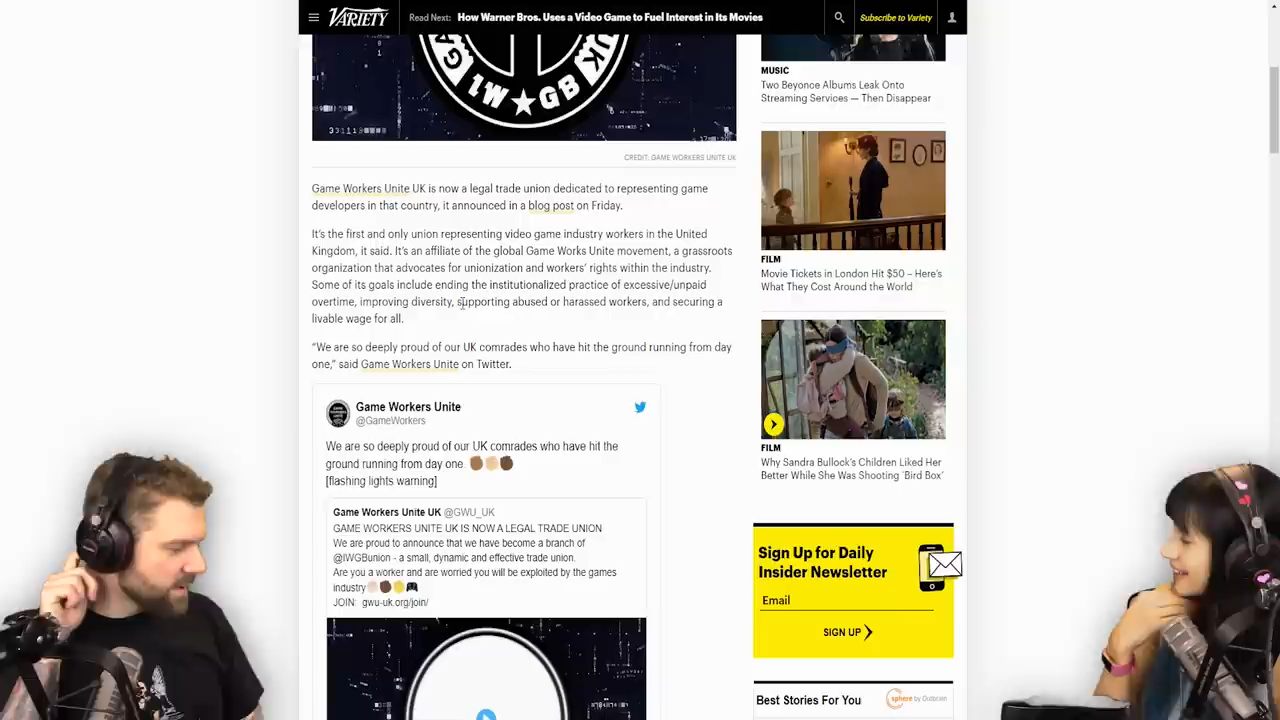 VARIETY
Read Next: How Warner Bros. Uses a Video Game to Fuel Interest in Its Movies
Subscribe to Variety
IWGB
CREDIT: GAME WORKERS UNITE UK
Game Workers Unite UK is now a legal trade union dedicated to representing game
developers in that country, it announced in a blog post on Friday.
It's the first and only union representing video game industry workers in the United
Kingdom, it said. It's an affiliate of the global Game Works Unite movement, a grassroots
organization that advocates for unionization and workers' rights within the industry.
Some of its goals include ending the institutionalized practice of excessive/unpaid
overtime, improving diversity, supporting abused or harassed workers, and securing a
livable wage for all.
“We are so deeply proud of our UK comrades who have hit the ground running from day
one,” said Game Workers Unite on Twitter.
Game Workers Unite
@GameWorkers
We are so deeply proud of our UK comrades who have hit the
ground running from day one
[flashing lights warning]
Game Workers Unite UK @GWU_UK
GAME WORKERS UNITE UK IS NOW A LEGAL TRADE UNION
We are proud to announce that we have become a branch of
@IWGBunion - a small, dynamic and effective trade union.
Are you a worker and are worried you will be exploited by the games
industry
JOIN: gwu-uk.org/join/
MUSIC
Two Beyonce Albums Leak Onto
Streaming Services — Then Disappear
FILM
Movie Tickets in London Hit $50 – Here's
What They Cost Around the World
FILM
Why Sandra Bullock's Children Liked Her
Better While She Was Shooting ‘Bird Box’
Sign Up for Daily
Insider Newsletter
Email
SIGN UP
Best Stories For You
sphere by Outbrain